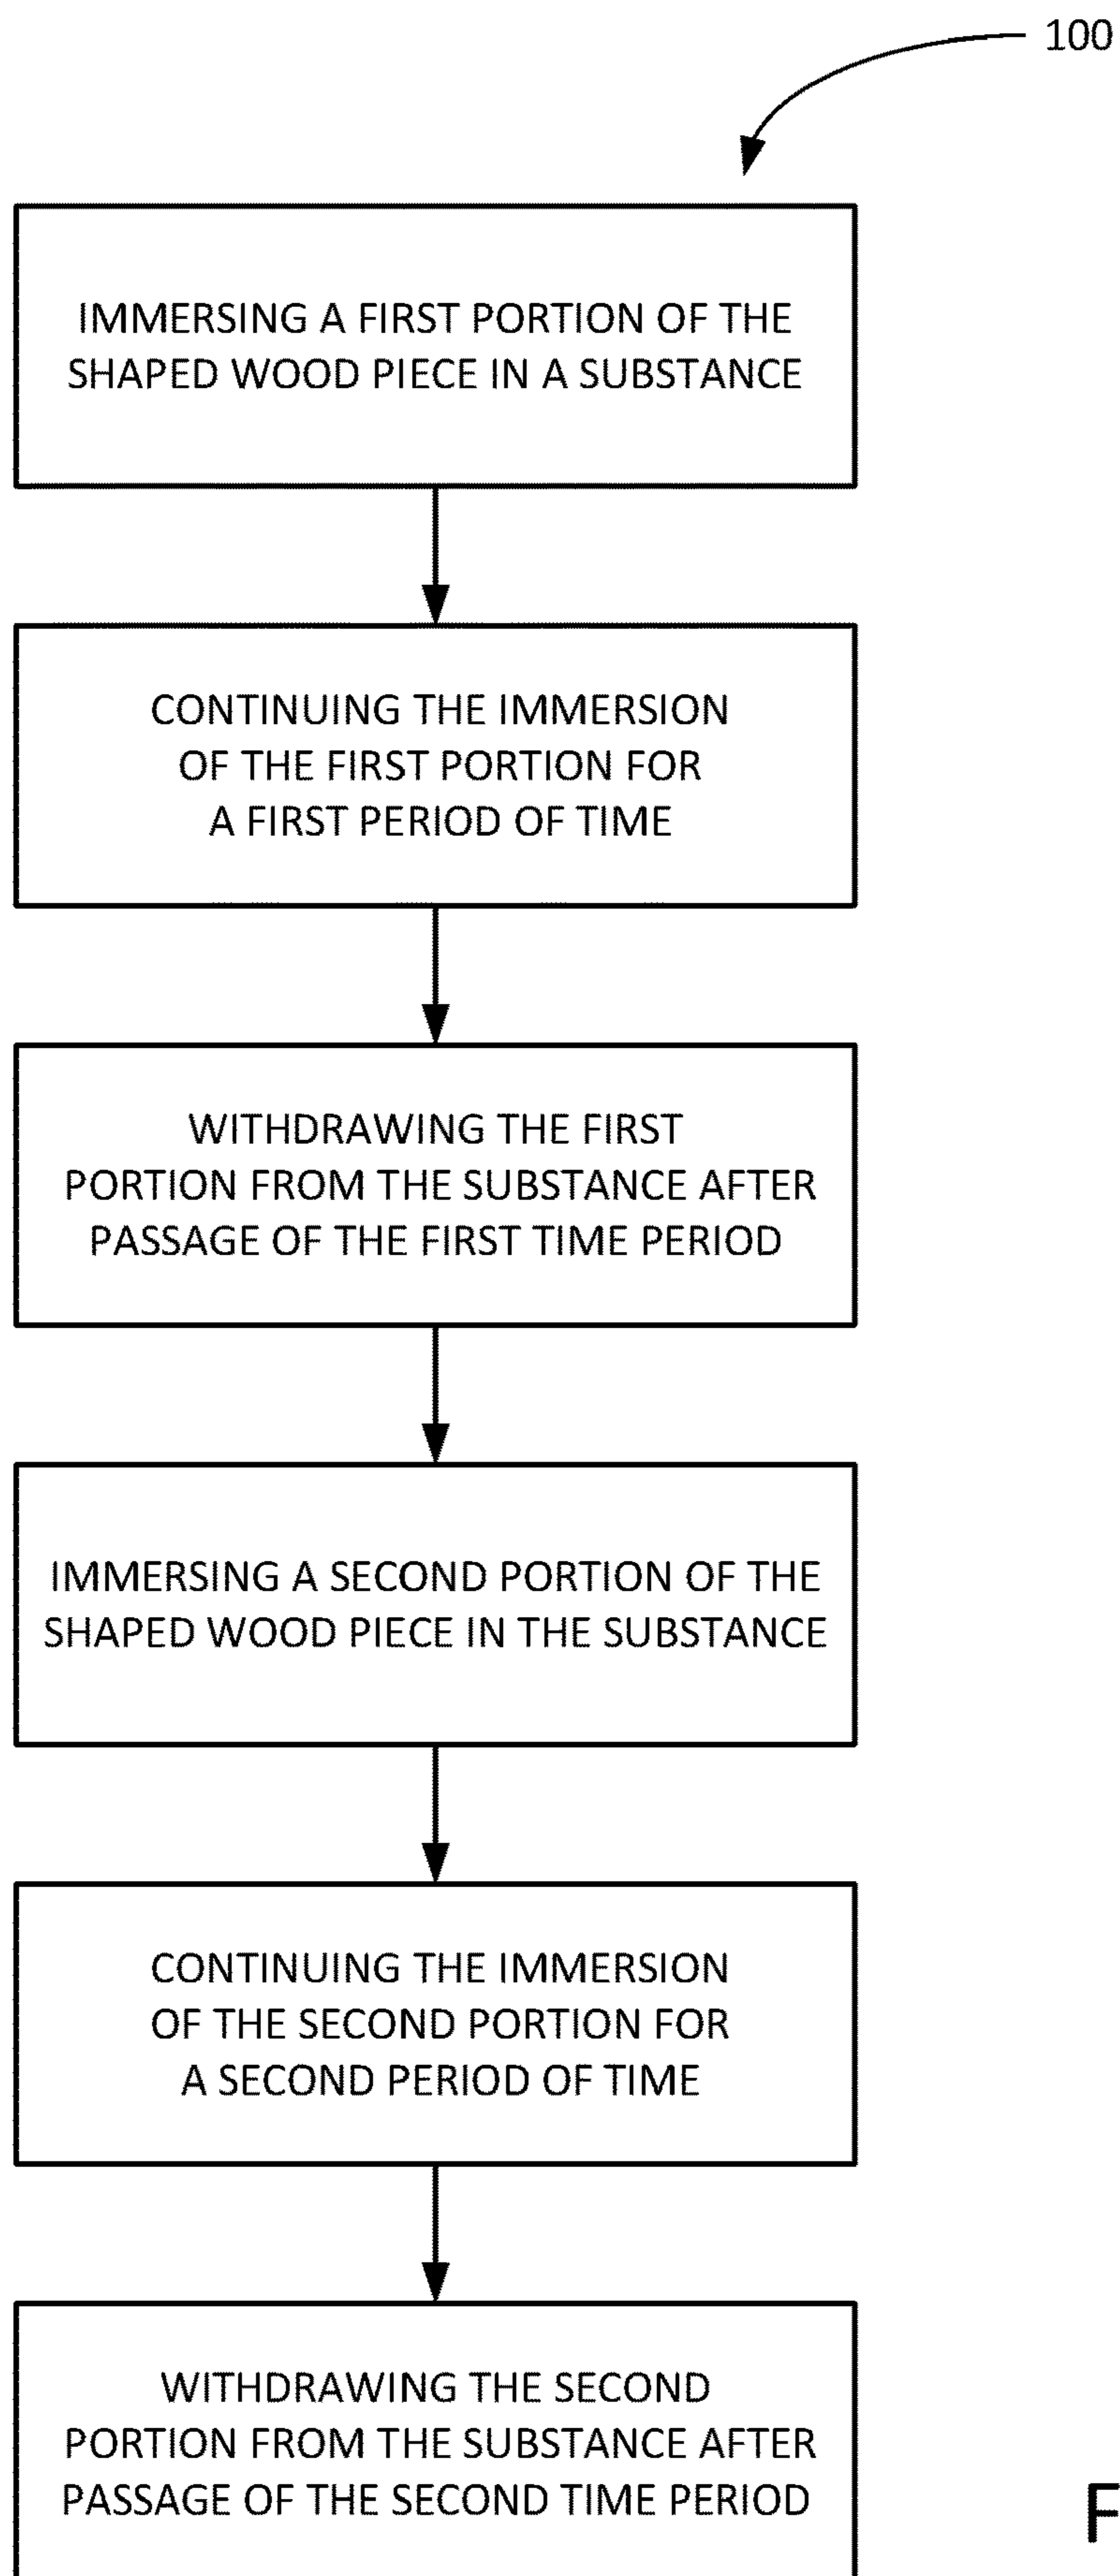 100
IMMERSING A FIRST PORTION OF THE
SHAPED WOOD PIECE IN A SUBSTANCE
CONTINUING THE IMMERSION
OF THE FIRST PORTION FOR
A FIRST PERIOD OF TIME
WITHDRAWING THE FIRST
PORTION FROM THE SUBSTANCE AFTER
PASSAGE OF THE FIRST TIME PERIOD
IMMERSING A SECOND PORTION OF THE
SHAPED WOOD PIECE IN THE SUBSTANCE
CONTINUING THE IMMERSION
OF THE SECOND PORTION FOR
A SECOND PERIOD OF TIME
WITHDRAWING THE SECOND
PORTION FROM THE SUBSTANCE AFTER
PASSAGE OF THE SECOND TIME PERIOD
F